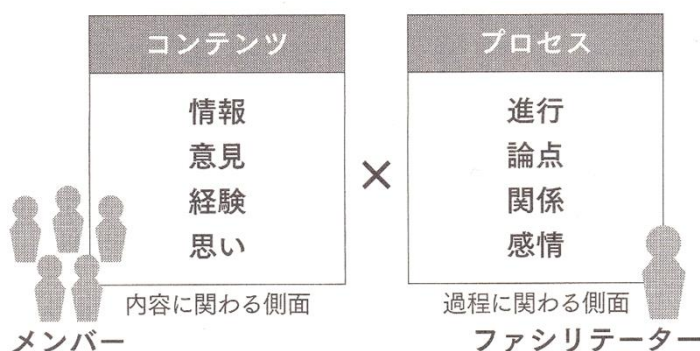 コンテンツ
情報
意見
経験
思い
内容に関わる側面
メンバー
×
プロセス
進行
論点
関係
感情
過程に関わる側面
ファシリテーター